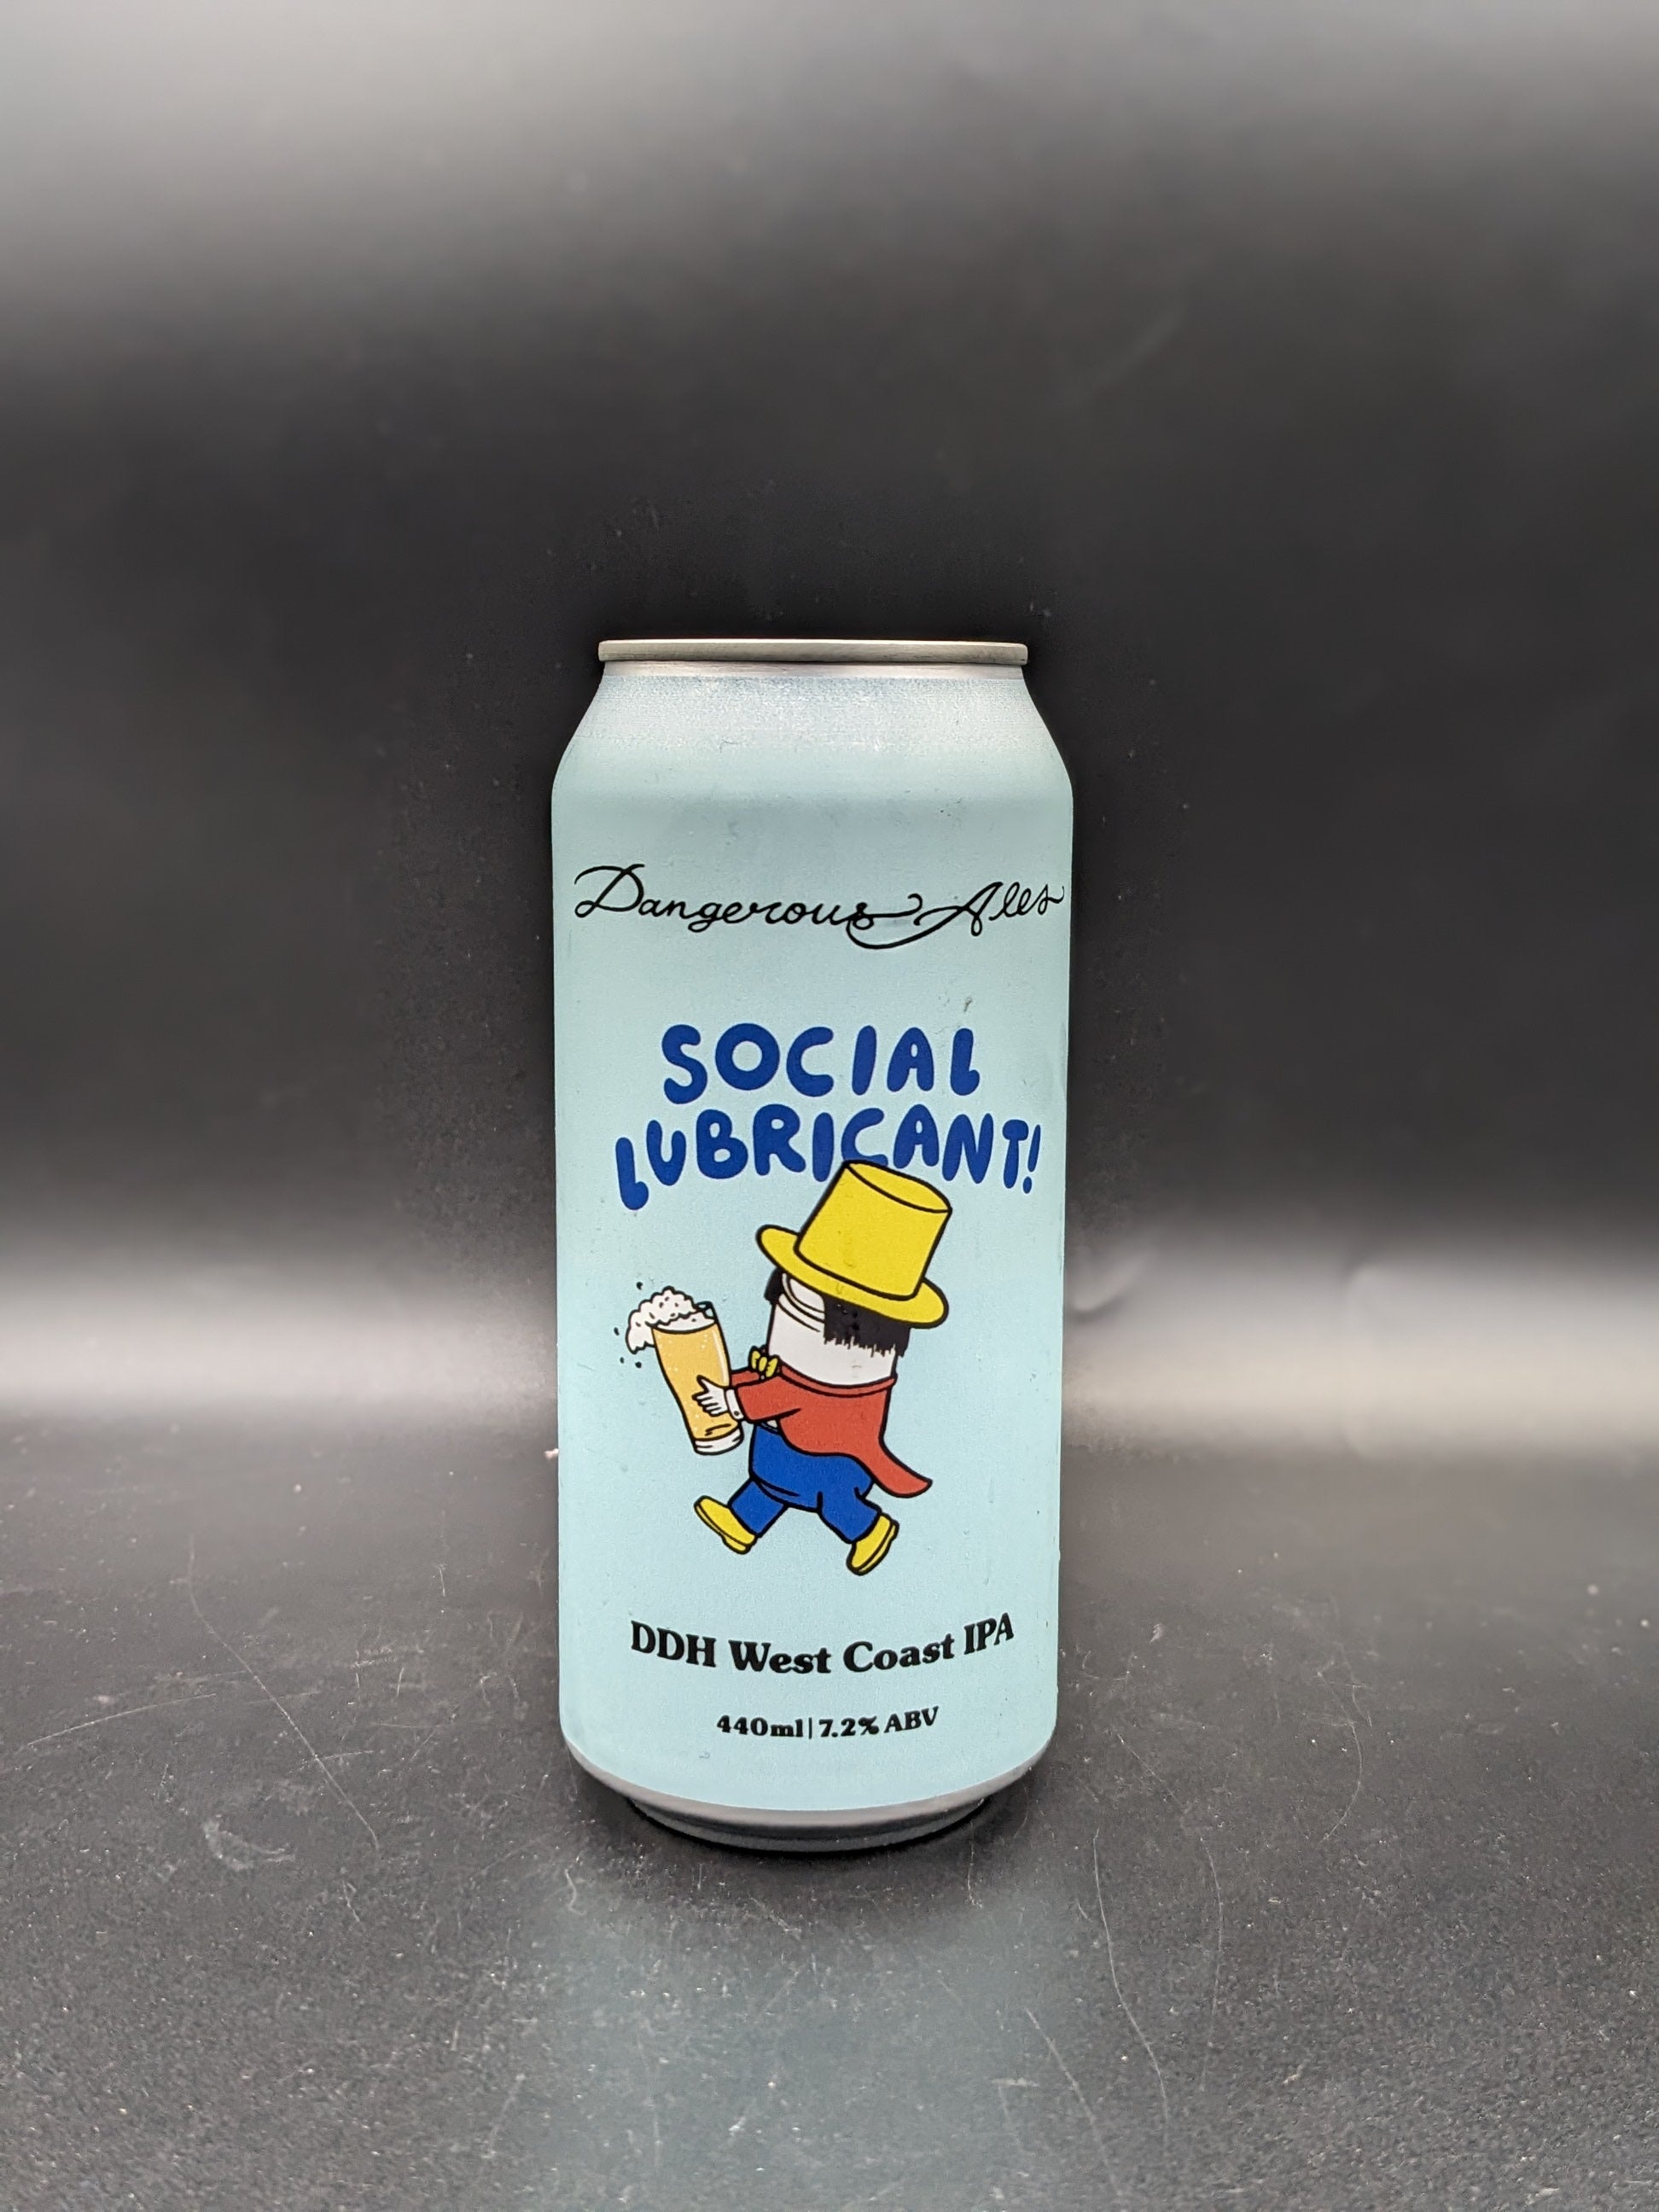 Dangerous Ales
SOCIAL
LUBRICANT!
DDH West Coast IPA
440ml | 7.2% ABV